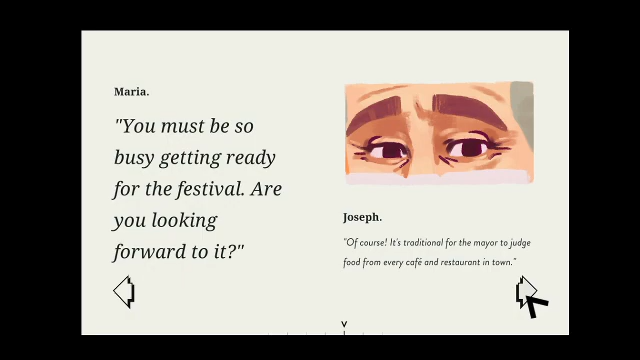 Maria.
"You must be so
busy getting ready
for the festival. Are
you looking
forward to it?"
Joseph.
"Of course! It's traditional for the mayor to judge
food from every café and restaurant in town."